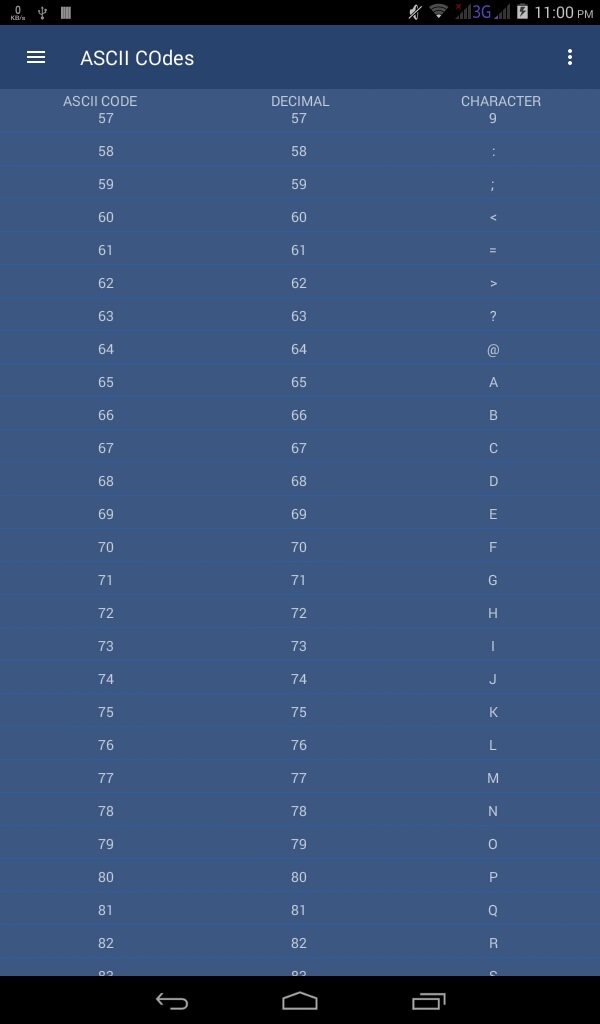 0
KB/s
3G
11:00 PM
ASCII COdes
ASCII CODE DECIMAL CHARACTER
57 57 9
58 58 :
59 59 ;
60 60 <
61 61 =
62 62 >
63 63 ?
64 64 @
65 65 A
66 66 B
67 67 C
68 68 D
69 69 E
70 70 F
71 71 G
72 72 H
73 73 I
74 74 J
75 75 K
76 76 L
77 77 M
78 78 N
79 79 O
80 80 P
81 81 Q
82 82 R
83 83 S